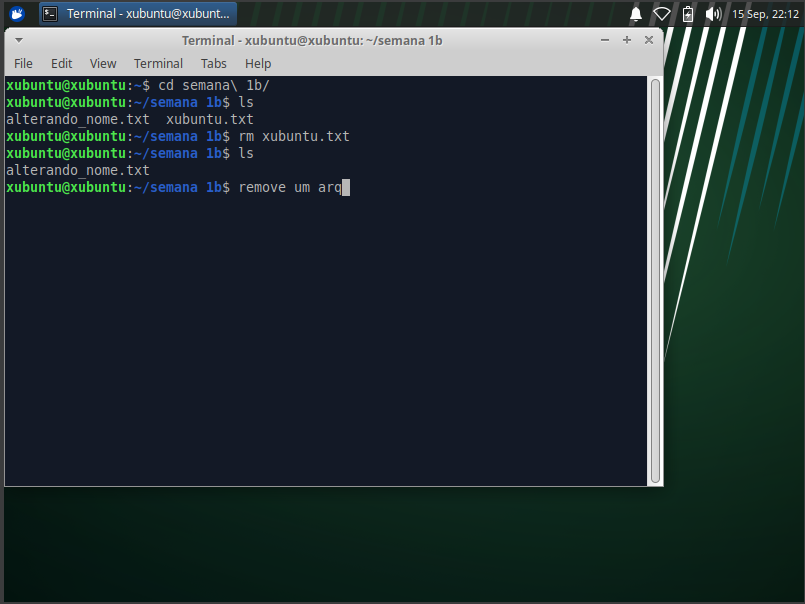 Terminal - xubuntu@xubunt...
15 Sep, 22:12
Terminal - xubuntu@xubuntu: ~/semana 1b
File Edit View Terminal Tabs Help
xubuntu@xubuntu:~$ cd semana\ 1b/
xubuntu@xubuntu:~/semana 1b$ ls
alterando_nome.txt  xubuntu.txt
xubuntu@xubuntu:~/semana 1b$ rm xubuntu.txt
xubuntu@xubuntu:~/semana 1b$ ls
alterando_nome.txt
xubuntu@xubuntu:~/semana 1b$ remove um arq